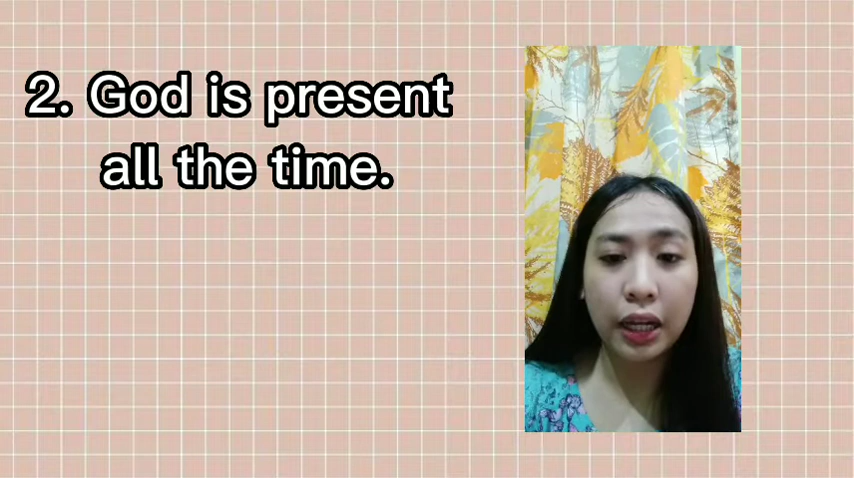 2. God is present
all the time.